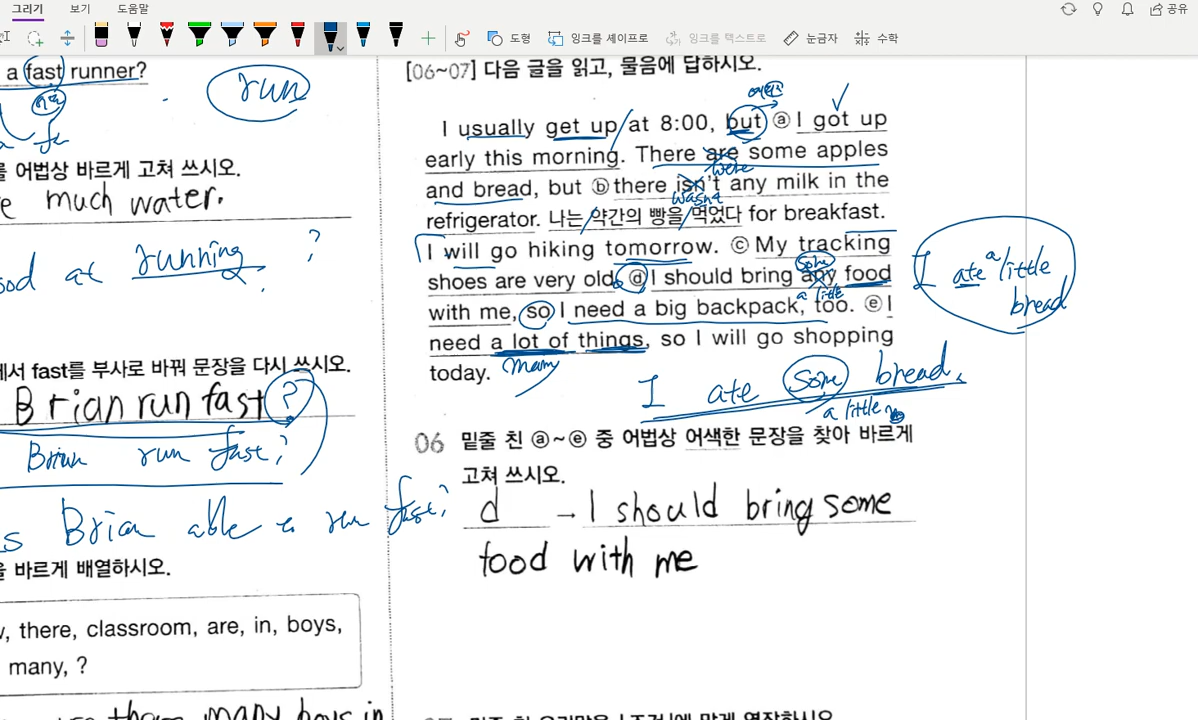 그리기 보기 도움말 공유
도형 잉크를 셰이프로 잉크를 텍스트로 눈금자 수학
a fast runner?
run
를 어법상 바르게 고쳐 쓰시오.
much water.
ood at running ?
에서 fast를 부사로 바꿔 문장을 다시 쓰시오.
Brian run fast?
Brian run fast?
Brian able to run fast?
을 바르게 배열하시오.
there, classroom, are, in, boys,
many, ?
many boys in
[06~07] 다음 글을 읽고, 물음에 답하시오.
I usually get up at 8:00, but ⓐ I got up
early this morning. There are some apples
were
and bread, but ⓑ there isn't any milk in the
wasn't
refrigerator. 나는 약간의 빵을 먹었다 for breakfast.
I will go hiking tomorrow. ⓒ My tracking
some
shoes are very old. ⓓ I should bring any food
a little
with me, so I need a big backpack, too. ⓔ I
need a lot of things, so I will go shopping
today. many
I ate a little
bread
I ate some bread.
a little
06 밑줄 친 ⓐ~ⓔ 중 어법상 어색한 문장을 찾아 바르게
고쳐 쓰시오.
d → I should bring some
food with me